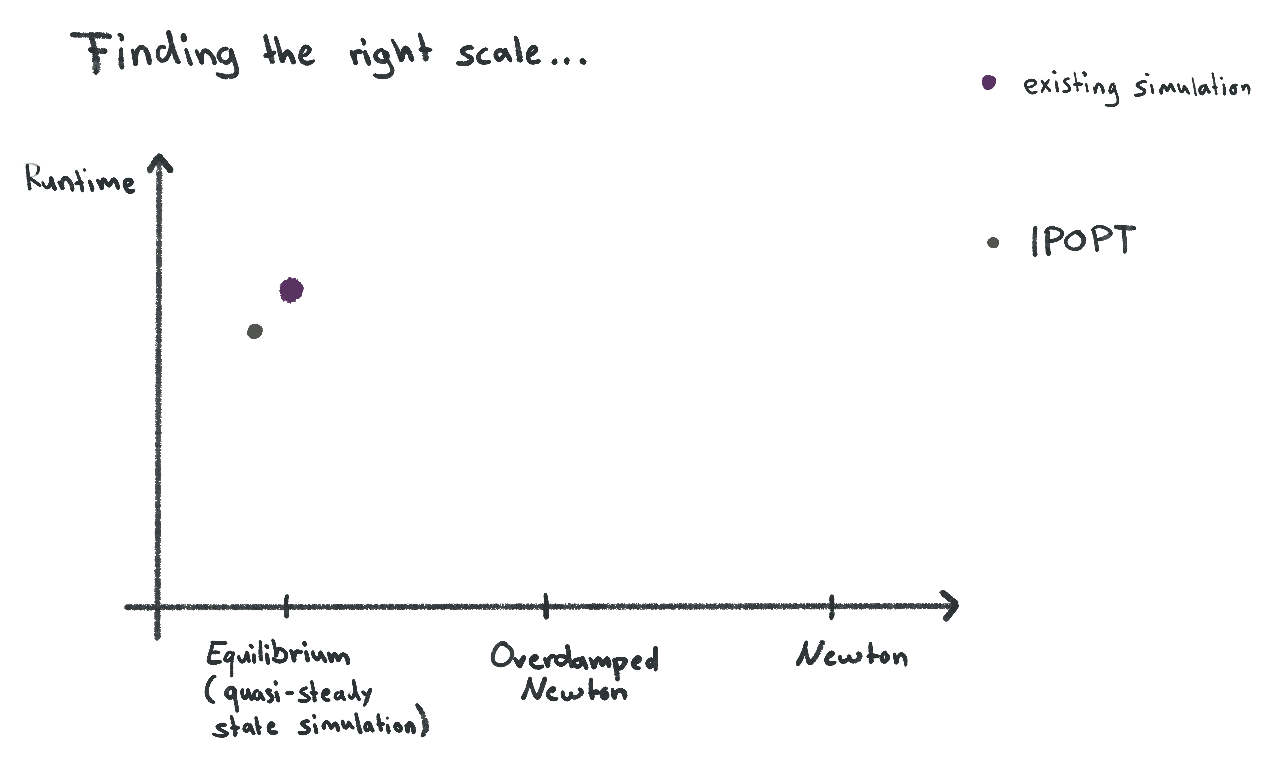 Finding the right scale...
existing simulation
Runtime
IPOPT
Equilibrium
(quasi-steady
state simulation)
Overdamped
Newton
Newton